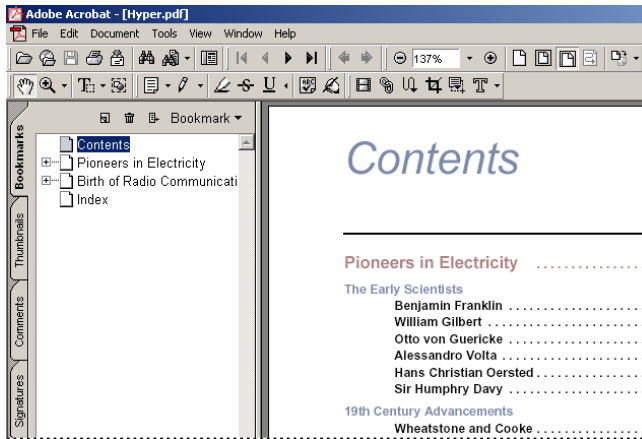 Adobe Acrobat - [Hyper.pdf]
File Edit Document Tools View Window Help
137%
Bookmark
Bookmarks
Thumbnails
Comments
Signatures
Contents
Pioneers in Electricity
Birth of Radio Communicati
Index
Contents
Pioneers in Electricity ..............
The Early Scientists
Benjamin Franklin ....................
William Gilbert ......................
Otto von Guericke ...................
Alessandro Volta ....................
Hans Christian Oersted ...............
Sir Humphry Davy ...................
19th Century Advancements
Wheatstone and Cooke ...............